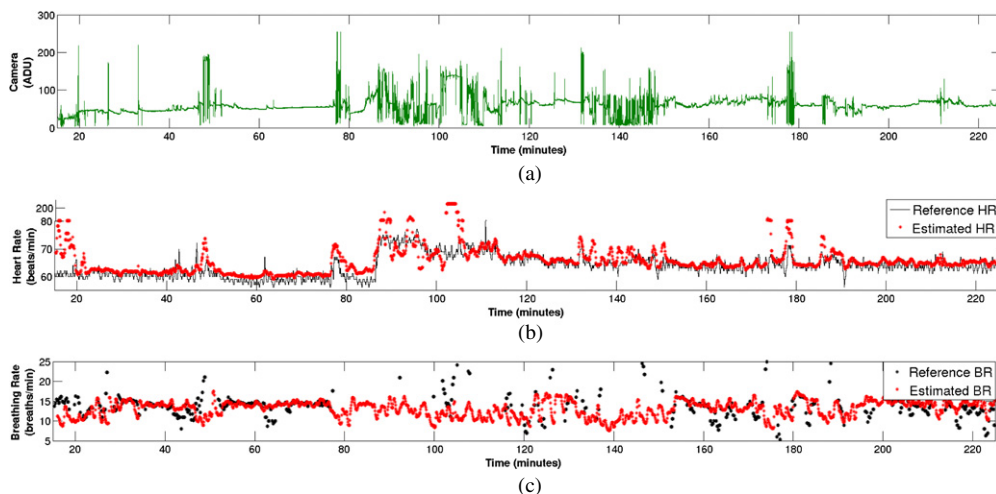 300
200
100
0
Camera
(ADU)
20 40 60 80 100 120 140 160 180 200 220
Time (minutes)
(a)
200
80
70
60
Heart Rate
(beats/min)
Reference HR
Estimated HR
20 40 60 80 100 120 140 160 180 200 220
Time (minutes)
(b)
25
20
15
10
5
Breathing Rate
(breaths/min)
Reference BR
Estimated BR
20 40 60 80 100 120 140 160 180 200 220
Time (minutes)
(c)